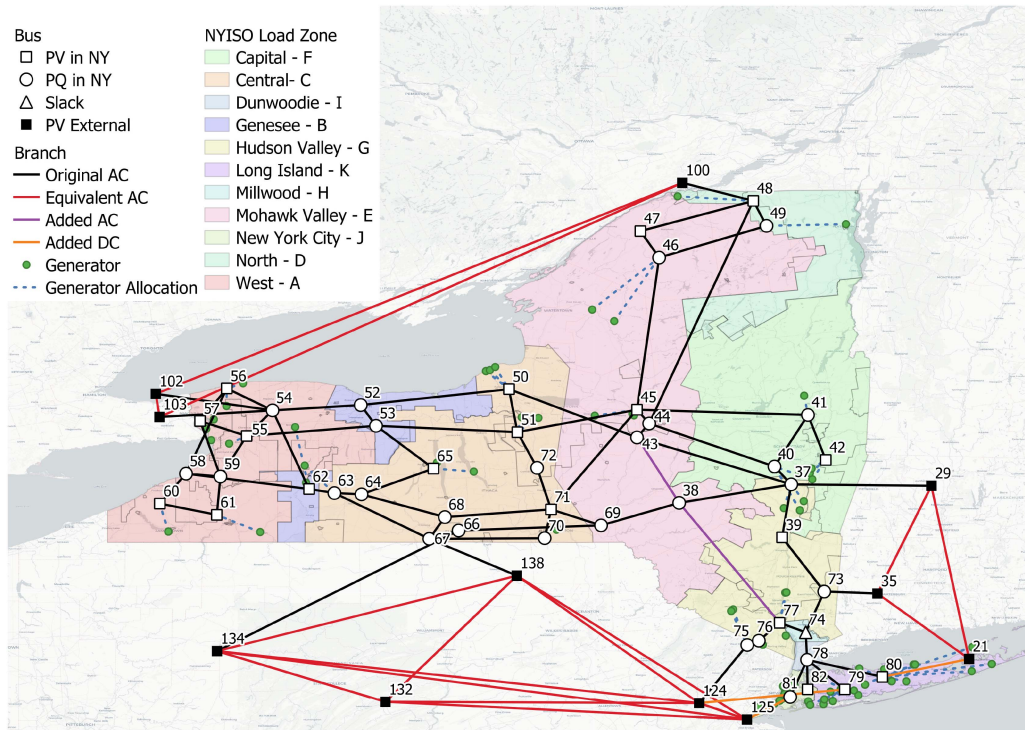 Bus
PV in NY
PQ in NY
Slack
PV External
Branch
Original AC
Equivalent AC
Added AC
Added DC
Generator
Generator Allocation
NYISO Load Zone
Capital - F
Central- C
Dunwoodie - I
Genesee - B
Hudson Valley - G
Long Island - K
Millwood - H
Mohawk Valley - E
New York City - J
North - D
West - A
100
48
47
49
46
102
56
54
52
50
103
57
55
53
51
45
44
43
41
42
40
37
58
59
62
63
64
65
72
71
38
29
60
61
68
66
69
67
70
39
138
73
35
134
77
74
75
76
78
21
80
132
124
81
82
79
125